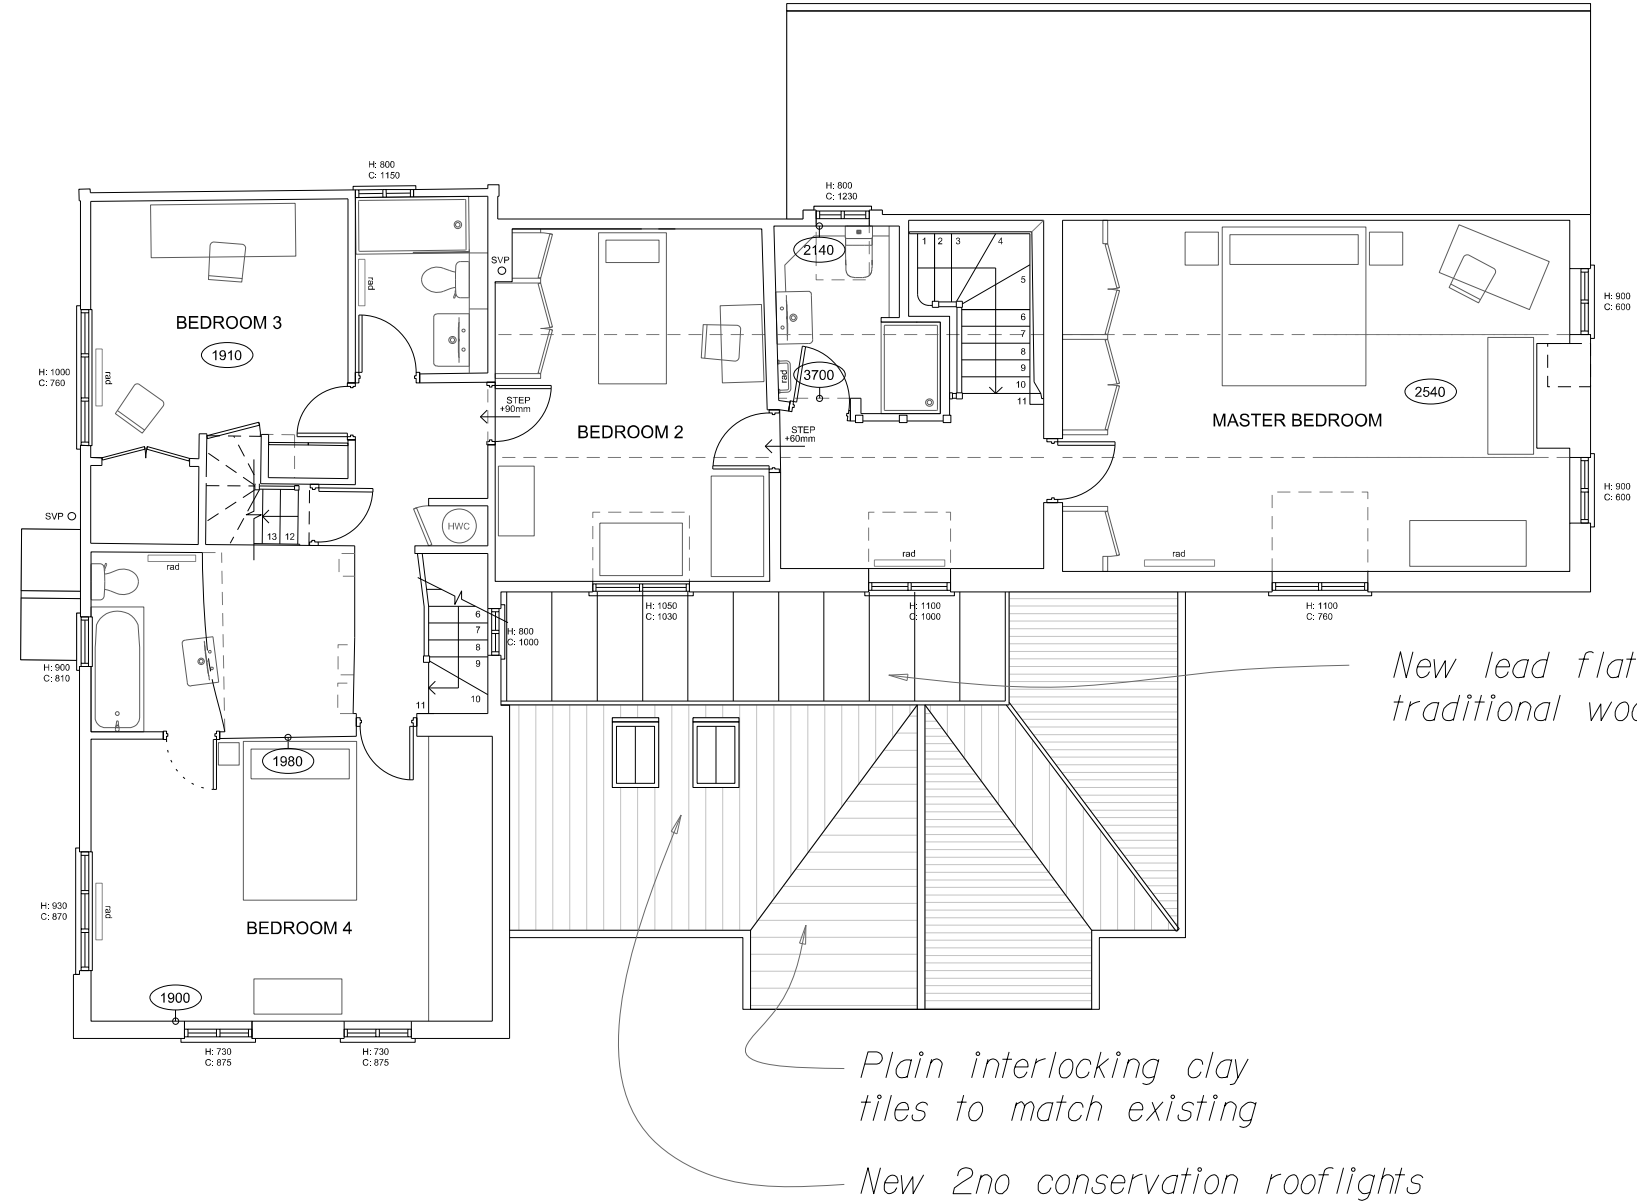 H: 800
C: 1150
H: 800
C: 1230
2140
1 2 3 4
5
6
7
8
9
10
11
SVP
rad
BEDROOM 3
1910
H: 1000
C: 760
rad
STEP
+90mm
BEDROOM 2
rad
3700
STEP
+60mm
2540
MASTER BEDROOM
H: 900
C: 600
H: 900
C: 600
SVP
13 12
HWC
rad
rad
rad
H: 1050
C: 1030
H: 1100
C: 1000
H: 1100
C: 760
6
7
8
9
10
11
H: 800
C: 1000
H: 900
C: 810
New lead flat
traditional
1980
H: 930
C: 870
rad
BEDROOM 4
1900
H: 730
C: 875
H: 730
C: 875
Plain interlocking clay
tiles to match existing
New 2no conservation rooflights